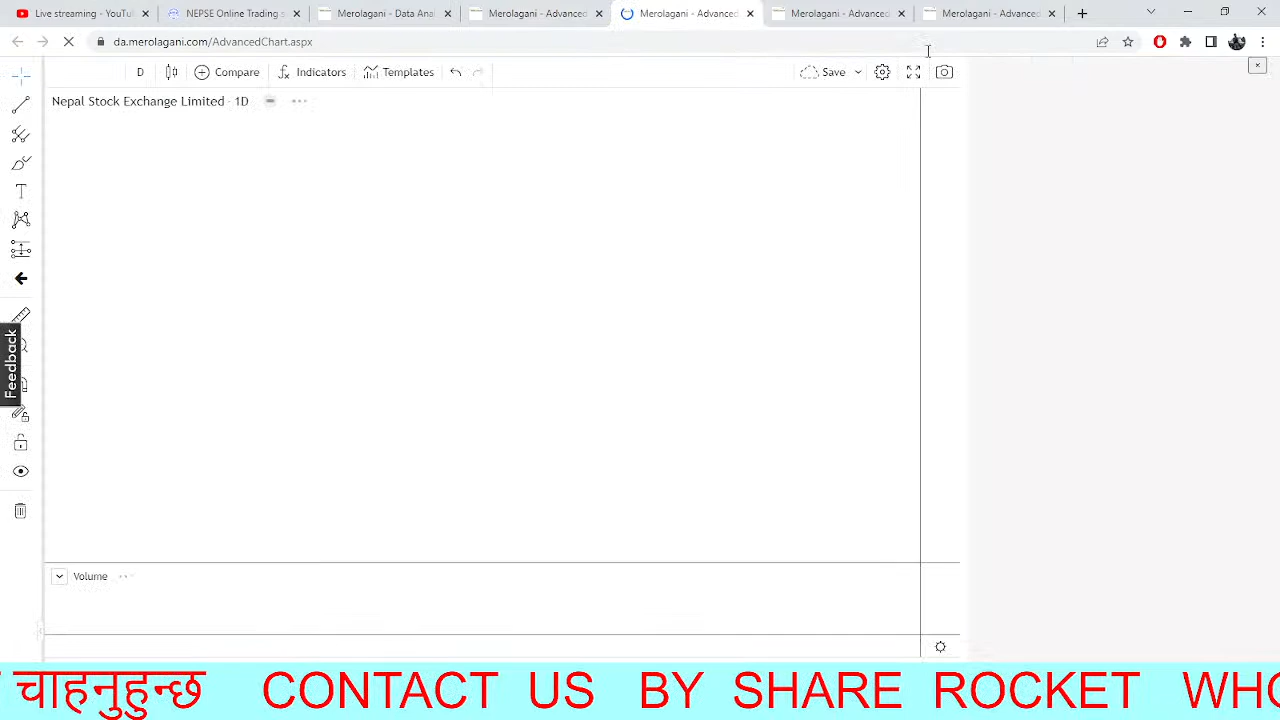 Live streaming - YouTu
NEPSE Online Trading s
Merolagani - Data Anal
Merolagani - Advanced
Merolagani - Advanced
Merolagani - Advanced
Merolagani - Advanced
da.merolagani.com/AdvancedChart.aspx
D
Compare
Indicators
Templates
Save
Nepal Stock Exchange Limited · 1D
Feedback
Volume
चाहनुहुन्छ CONTACT US BY SHARE ROCKET WHO